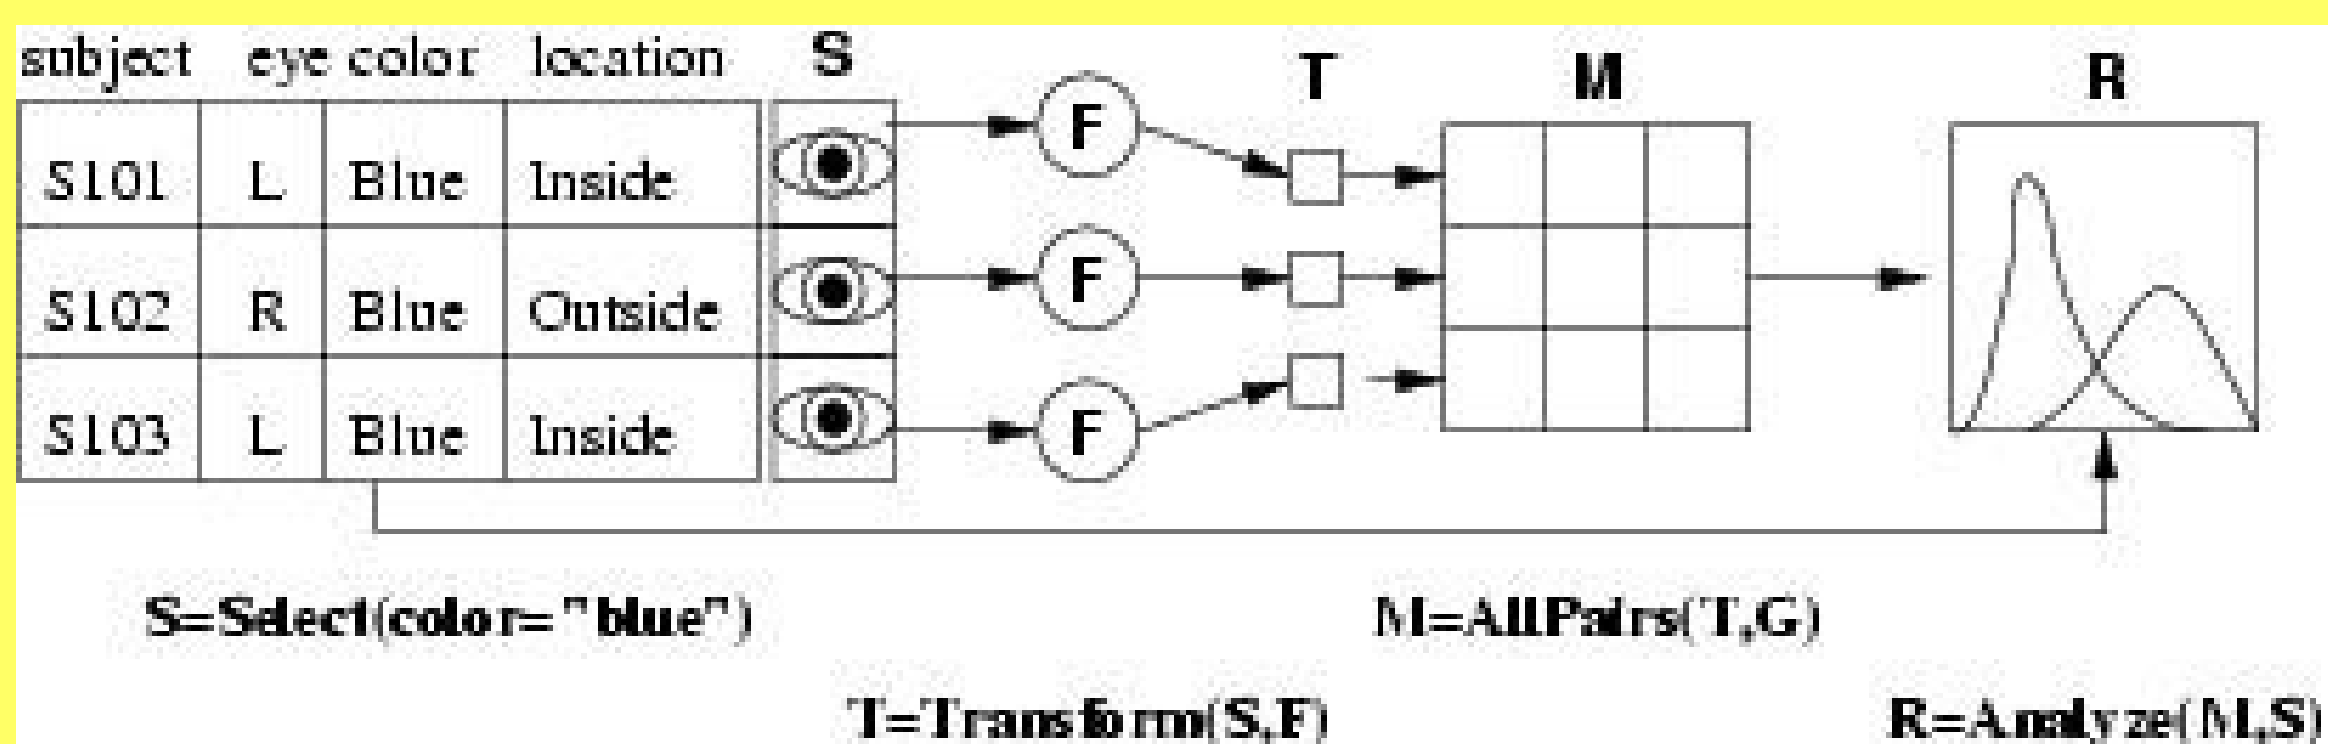 subject eye color location S T M R
S101 L Blue Inside F
S102 R Blue Outside F
S103 L Blue Inside F
S=Select(color="blue") M=AllPairs(T,G)
T=Transform(S,F) R=Analyze(M,S)